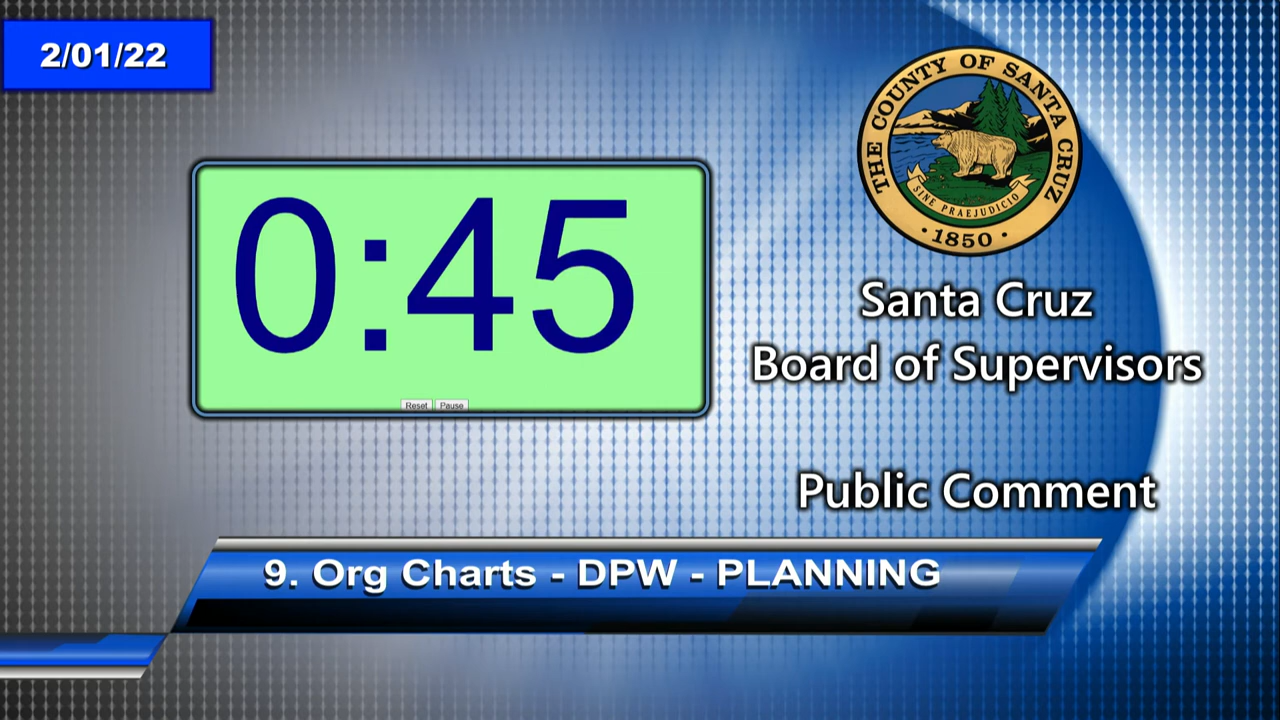 2/01/22
THE COUNTY OF SANTA CRUZ
SINE PRAEJUDICIO
• 1850 •
0:45
Reset Pause
Santa Cruz
Board of Supervisors
Public Comment
9. Org Charts - DPW - PLANNING